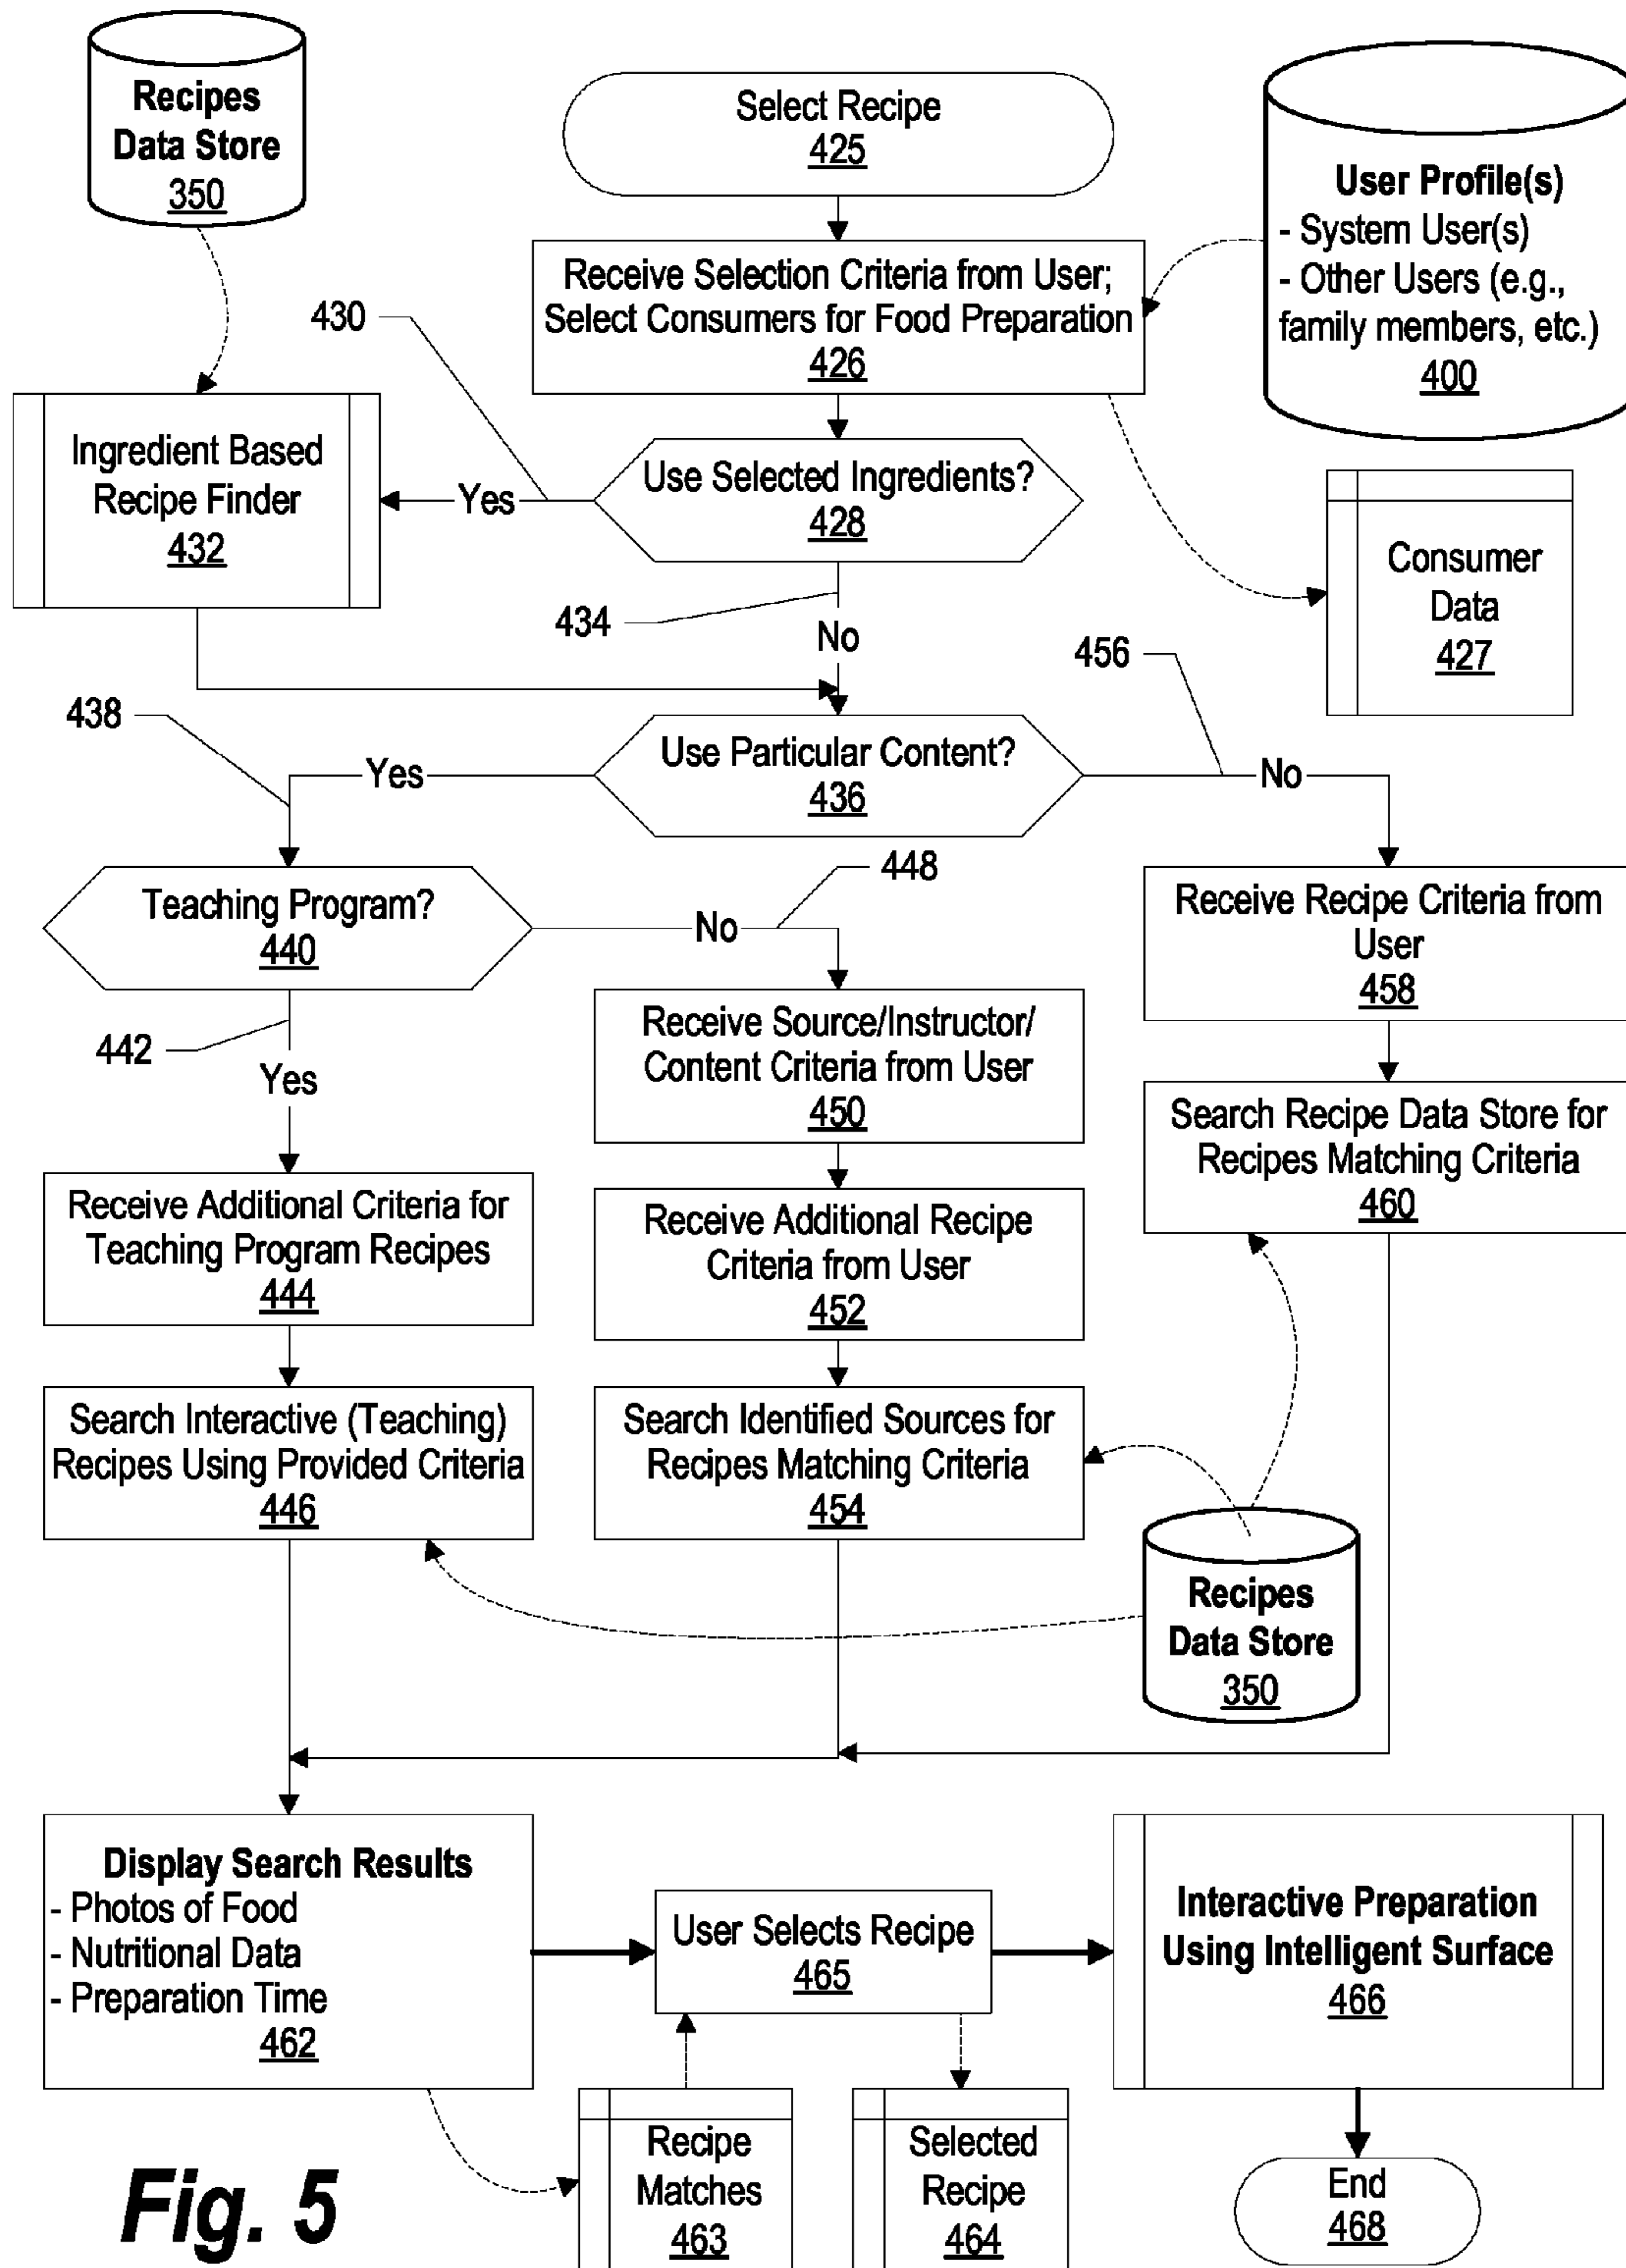 Recipes
Data Store
350
Select Recipe
425
User Profile(s)
- System User(s)
- Other Users (e.g.,
family members, etc.)
400
Receive Selection Criteria from User;
Select Consumers for Food Preparation
426
430
Ingredient Based
Recipe Finder
432
Yes
Use Selected Ingredients?
428
Consumer
Data
427
434
No
456
438
Use Particular Content?
436
Yes
No
Teaching Program?
440
448
No
Receive Recipe Criteria from
User
458
442
Yes
Receive Source/Instructor/
Content Criteria from User
450
Search Recipe Data Store for
Recipes Matching Criteria
460
Receive Additional Criteria for
Teaching Program Recipes
444
Receive Additional Recipe
Criteria from User
452
Search Interactive (Teaching)
Recipes Using Provided Criteria
446
Search Identified Sources for
Recipes Matching Criteria
454
Recipes
Data Store
350
Display Search Results
- Photos of Food
- Nutritional Data
- Preparation Time
462
User Selects Recipe
465
Interactive Preparation
Using Intelligent Surface
466
Recipe
Matches
463
Selected
Recipe
464
End
468
Fig. 5